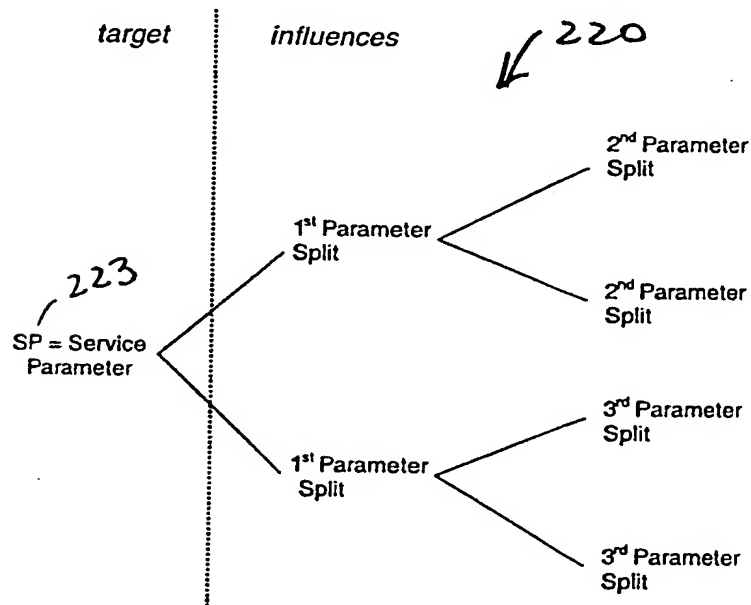 target
influences
220
2nd Parameter
Split
1st Parameter
Split
2nd Parameter
Split
223
SP = Service
Parameter
3rd Parameter
Split
1st Parameter
Split
3rd Parameter
Split